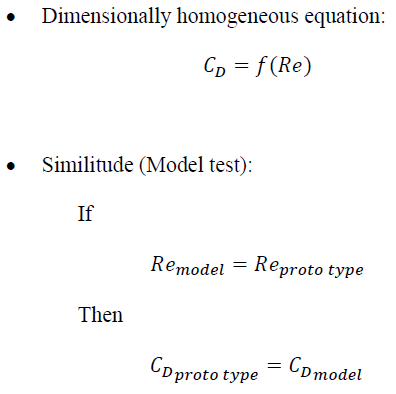 • Dimensionally homogeneous equation:
C_D = f(Re)
• Similitude (Model test):
If
Re_model = Re_proto type
Then
C_D proto type = C_D model